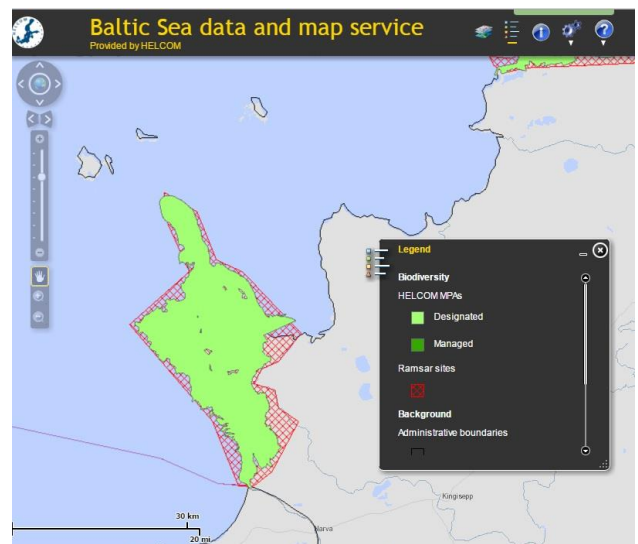 Baltic Sea data and map service
Provided by HELCOM
Legend
Biodiversity
HELCOM MPAs
Designated
Managed
Ramsar sites
Background
Administrative boundaries
Kingisepp
30 km
20 mi
Narva